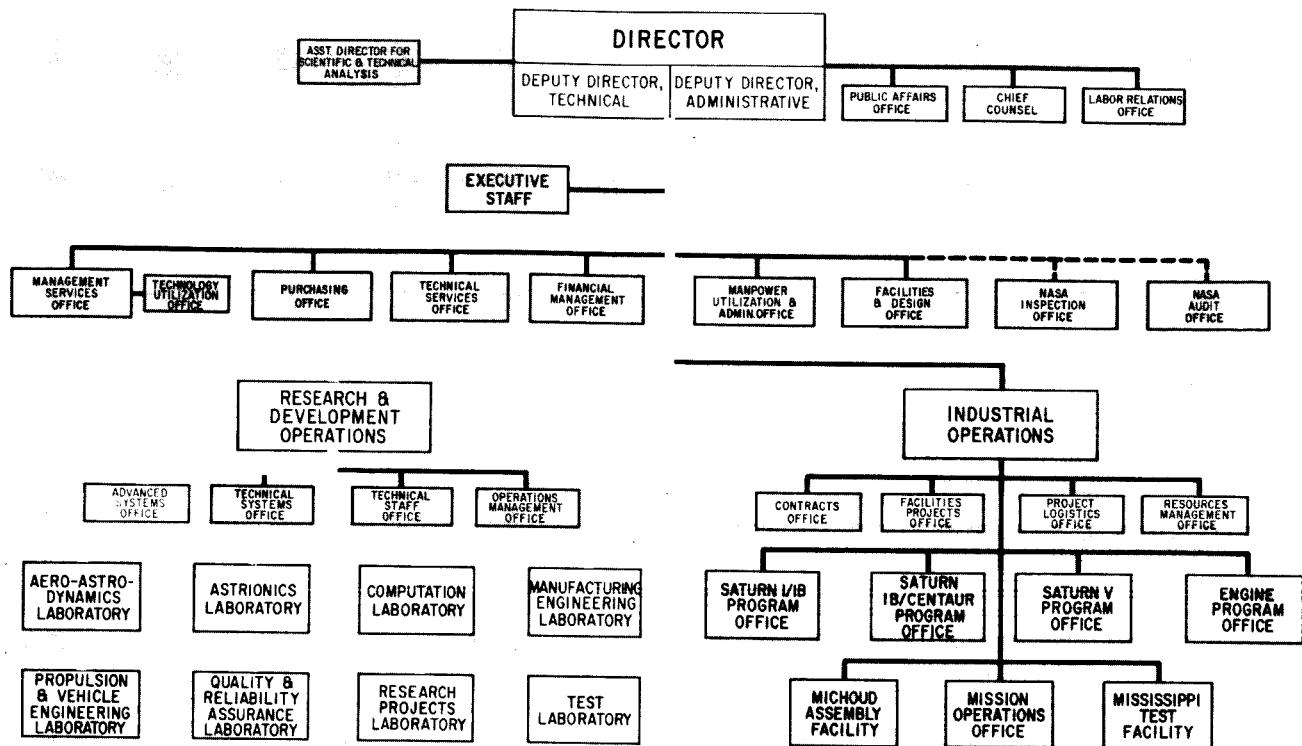 DIRECTOR
ASST. DIRECTOR FOR
SCIENTIFIC & TECHNICAL
ANALYSIS
DEPUTY DIRECTOR,
TECHNICAL
DEPUTY DIRECTOR,
ADMINISTRATIVE
PUBLIC AFFAIRS
OFFICE
CHIEF
COUNSEL
LABOR RELATIONS
OFFICE
EXECUTIVE
STAFF
MANAGEMENT
SERVICES
OFFICE
TECHNOLOGY
UTILIZATION
OFFICE
PURCHASING
OFFICE
TECHNICAL
SERVICES
OFFICE
FINANCIAL
MANAGEMENT
OFFICE
MANPOWER
UTILIZATION &
ADMIN.OFFICE
FACILITIES
& DESIGN
OFFICE
NASA
INSPECTION
OFFICE
NASA
AUDIT
OFFICE
RESEARCH &
DEVELOPMENT
OPERATIONS
INDUSTRIAL
OPERATIONS
ADVANCED
SYSTEMS
OFFICE
TECHNICAL
SYSTEMS
OFFICE
TECHNICAL
STAFF
OFFICE
OPERATIONS
MANAGEMENT
OFFICE
CONTRACTS
OFFICE
FACILITIES
PROJECTS
OFFICE
PROJECT
LOGISTICS
OFFICE
RESOURCES
MANAGEMENT
OFFICE
AERO-ASTRO-
DYNAMICS
LABORATORY
ASTRIONICS
LABORATORY
COMPUTATION
LABORATORY
MANUFACTURING
ENGINEERING
LABORATORY
SATURN I/IB
PROGRAM
OFFICE
SATURN
IB/CENTAUR
PROGRAM
OFFICE
SATURN V
PROGRAM
OFFICE
ENGINE
PROGRAM
OFFICE
PROPULSION
& VEHICLE
ENGINEERING
LABORATORY
QUALITY &
RELIABILITY
ASSURANCE
LABORATORY
RESEARCH
PROJECTS
LABORATORY
TEST
LABORATORY
MICHOUD
ASSEMBLY
FACILITY
MISSION
OPERATIONS
OFFICE
MISSISSIPPI
TEST
FACILITY